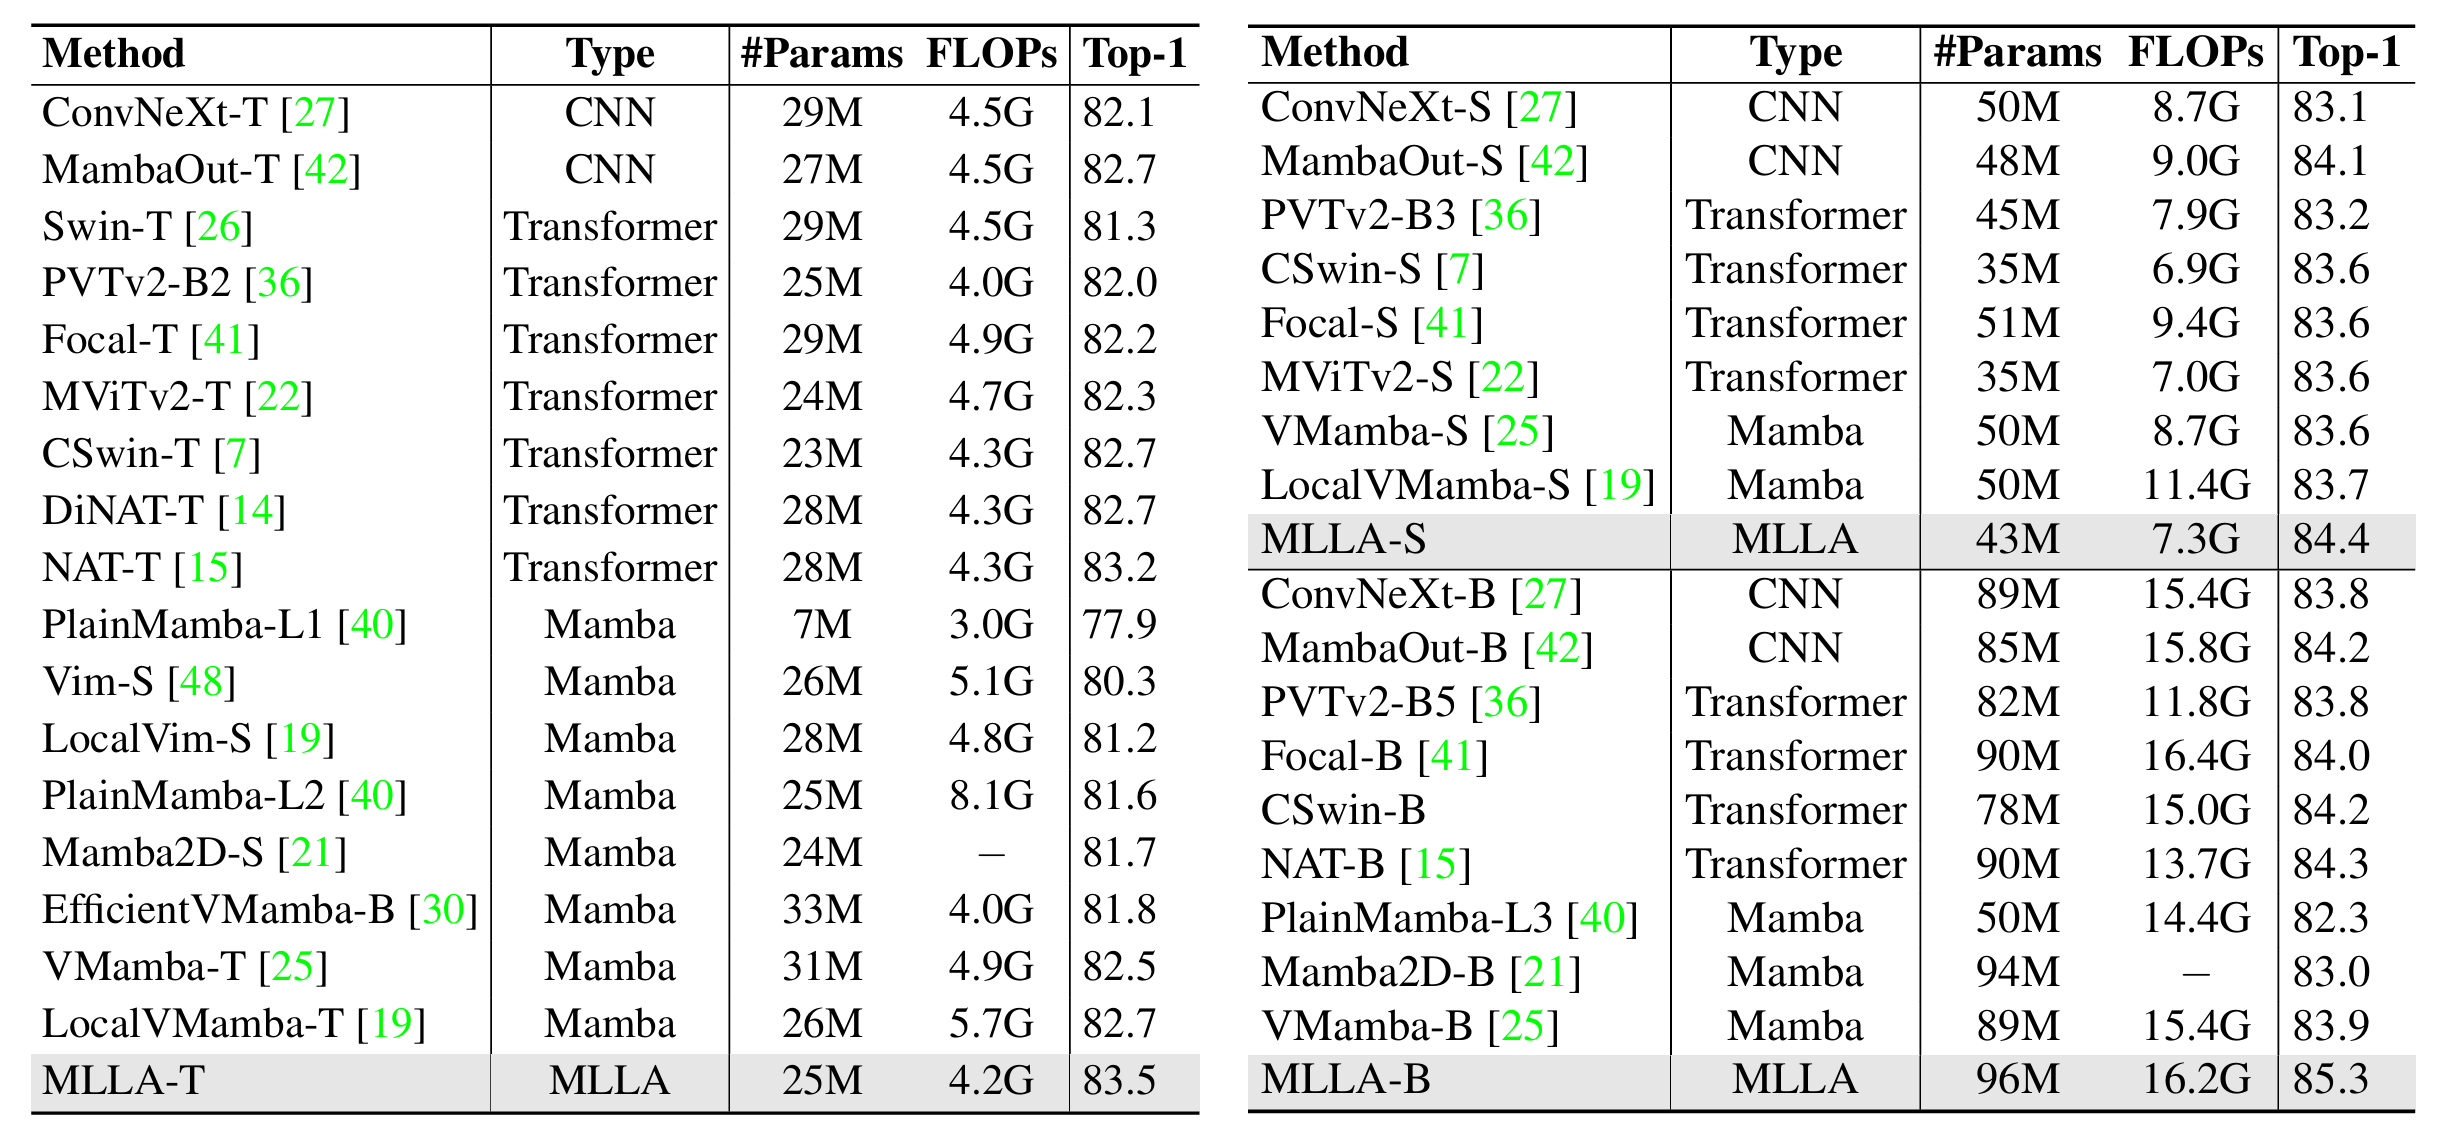 Method Type #Params FLOPs Top-1
ConvNeXt-T [27] CNN 29M 4.5G 82.1
MambaOut-T [42] CNN 27M 4.5G 82.7
Swin-T [26] Transformer 29M 4.5G 81.3
PVTv2-B2 [36] Transformer 25M 4.0G 82.0
Focal-T [41] Transformer 29M 4.9G 82.2
MViTv2-T [22] Transformer 24M 4.7G 82.3
CSwin-T [7] Transformer 23M 4.3G 82.7
DiNAT-T [14] Transformer 28M 4.3G 82.7
NAT-T [15] Transformer 28M 4.3G 83.2
PlainMamba-L1 [40] Mamba 7M 3.0G 77.9
Vim-S [48] Mamba 26M 5.1G 80.3
LocalVim-S [19] Mamba 28M 4.8G 81.2
PlainMamba-L2 [40] Mamba 25M 8.1G 81.6
Mamba2D-S [21] Mamba 24M – 81.7
EfficientVMamba-B [30] Mamba 33M 4.0G 81.8
VMamba-T [25] Mamba 31M 4.9G 82.5
LocalVMamba-T [19] Mamba 26M 5.7G 82.7
MLLA-T MLLA 25M 4.2G 83.5
Method Type #Params FLOPs Top-1
ConvNeXt-S [27] CNN 50M 8.7G 83.1
MambaOut-S [42] CNN 48M 9.0G 84.1
PVTv2-B3 [36] Transformer 45M 7.9G 83.2
CSwin-S [7] Transformer 35M 6.9G 83.6
Focal-S [41] Transformer 51M 9.4G 83.6
MViTv2-S [22] Transformer 35M 7.0G 83.6
VMamba-S [25] Mamba 50M 8.7G 83.6
LocalVMamba-S [19] Mamba 50M 11.4G 83.7
MLLA-S MLLA 43M 7.3G 84.4
ConvNeXt-B [27] CNN 89M 15.4G 83.8
MambaOut-B [42] CNN 85M 15.8G 84.2
PVTv2-B5 [36] Transformer 82M 11.8G 83.8
Focal-B [41] Transformer 90M 16.4G 84.0
CSwin-B Transformer 78M 15.0G 84.2
NAT-B [15] Transformer 90M 13.7G 84.3
PlainMamba-L3 [40] Mamba 50M 14.4G 82.3
Mamba2D-B [21] Mamba 94M – 83.0
VMamba-B [25] Mamba 89M 15.4G 83.9
MLLA-B MLLA 96M 16.2G 85.3